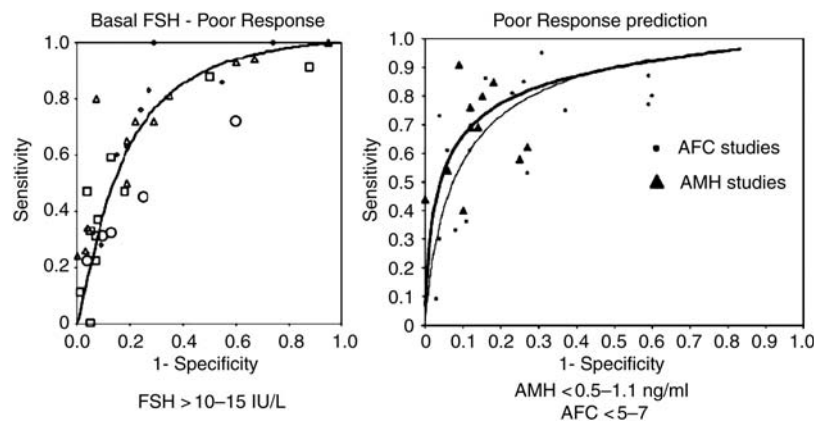 Basal FSH - Poor Response
1.0
0.8
0.6
0.4
0.2
0
Sensitivity
0 0.2 0.4 0.6 0.8 1.0
1- Specificity
FSH > 10–15 IU/L
Poor Response prediction
1.0
0.9
0.8
0.7
0.6
0.5
0.4
0.3
0.2
0.1
0
Sensitivity
AFC studies
AMH studies
0 0.1 0.2 0.3 0.4 0.5 0.6 0.7 0.8 0.9 1.0
1- Specificity
AMH < 0.5–1.1 ng/ml
AFC < 5–7